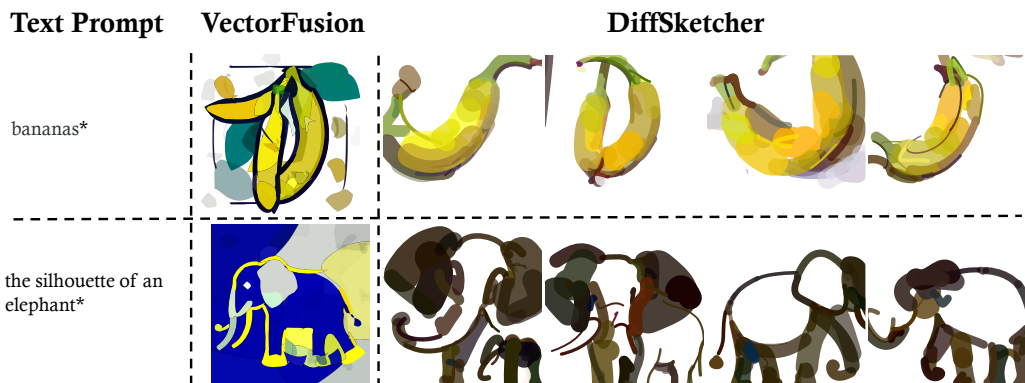 Text Prompt VectorFusion DiffSketcher
bananas*
the silhouette of an
elephant*